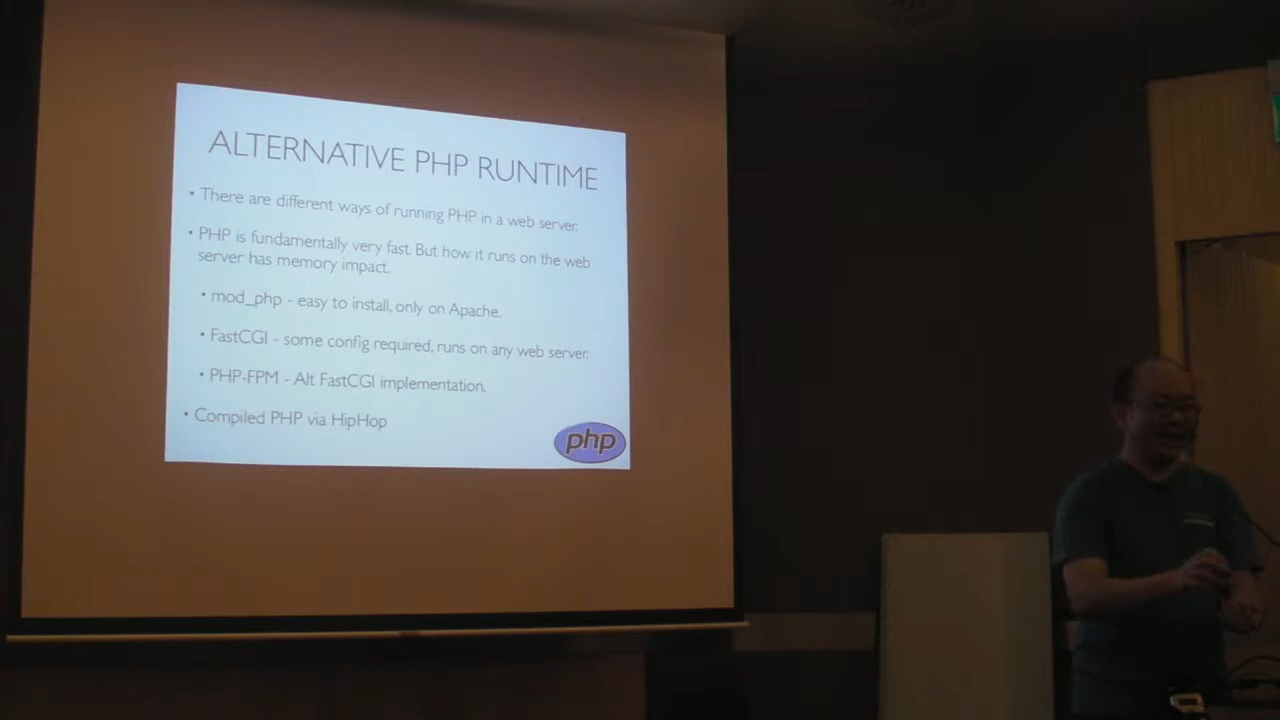 ALTERNATIVE PHP RUNTIME
• There are different ways of running PHP in a web server.
• PHP is fundamentally very fast. But how it runs on the web
server has memory impact.
• mod_php - easy to install, only on Apache.
• FastCGI - some config required, runs on any web server.
• PHP-FPM - Alt FastCGI implementation.
• Compiled PHP via HipHop
php